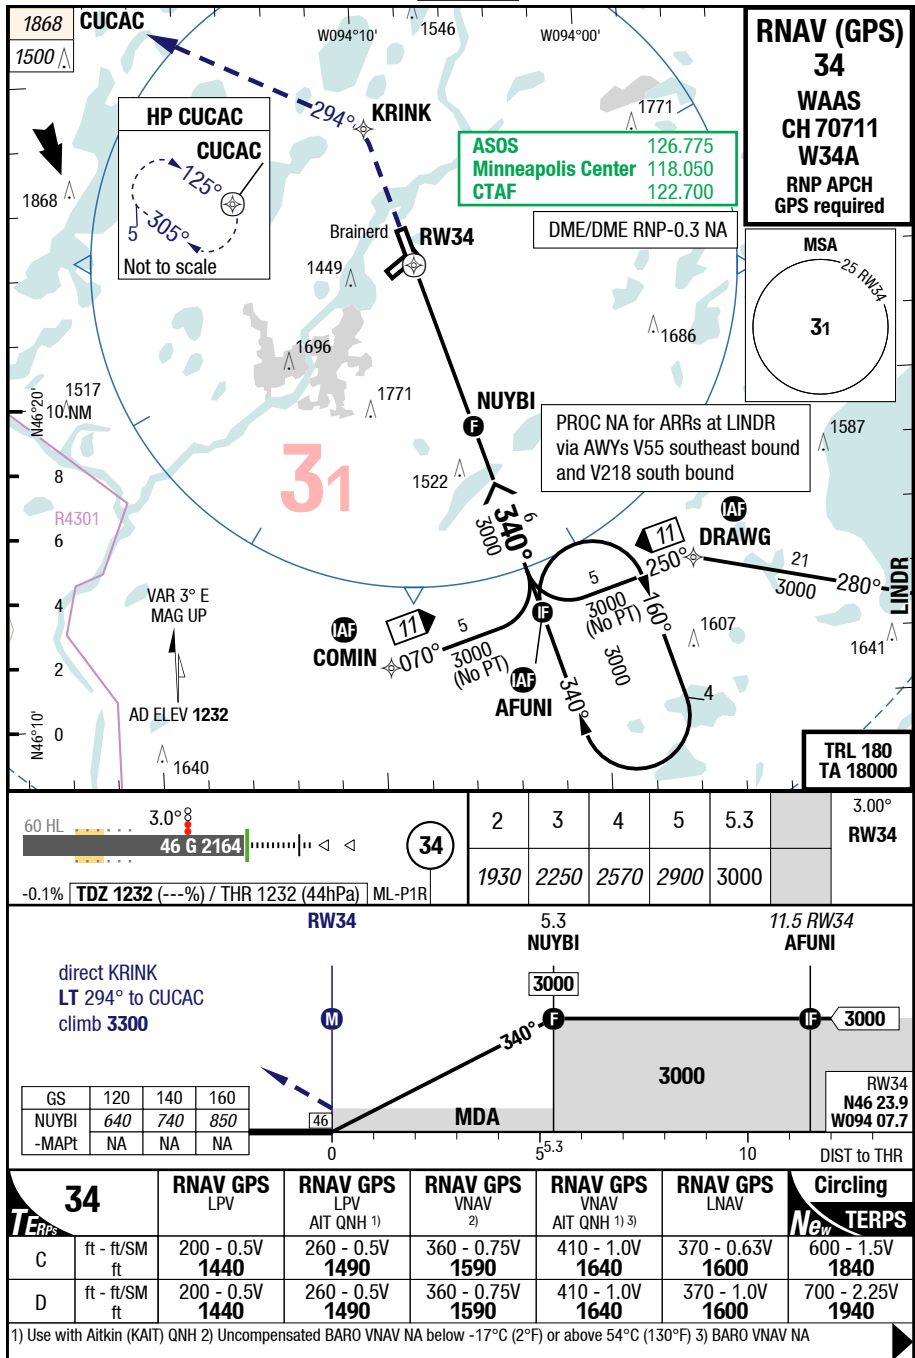 1868
1500
CUCAC
W094°10'
1546
W094°00'
RNAV (GPS)
34
WAAS
CH 70711
W34A
RNP APCH
GPS required
HP CUCAC
CUCAC
125°
305°
5
Not to scale
294°
KRINK
1771
ASOS 126.775
Minneapolis Center 118.050
CTAF 122.700
DME/DME RNP-0.3 NA
1868
Brainerd
RW34
1449
MSA
25 RW34
31
1686
1696
1771
1517
10 NM
N46°20'
NUYBI
F
PROC NA for ARRs at LINDR
via AWYs V55 southeast bound
and V218 south bound
1587
31
1522
8
R4301
6
340°
3000
6
IAF
DRAWG
11
250°
21
3000
280°
LINDR
5
3000
(No PT)
160°
4
VAR 3° E
MAG UP
IAF
COMIN
11
070°
5
3000
(No PT)
IF
IAF
AFUNI
340°
3000
4
1607
1641
2
AD ELEV 1232
0
N46°10'
1640
TRL 180
TA 18000
60 HL
3.0°
46 G 2164
34
-0.1%
TDZ 1232 (---%) / THR 1232 (44hPa)
ML-P1R
2 3 4 5 5.3
1930 2250 2570 2900 3000
3.00°
RW34
RW34
5.3
NUYBI
11.5 RW34
AFUNI
direct KRINK
LT 294° to CUCAC
climb 3300
M
340°
3000
F
IF
3000
3000
MDA
46
GS 120 140 160
NUYBI 640 740 850
-MAPt NA NA NA
RW34
N46 23.9
W094 07.7
0 5 5.3 10 DIST to THR
TERPs 34
RNAV GPS
LPV
RNAV GPS
LPV
AIT QNH 1)
RNAV GPS
VNAV
2)
RNAV GPS
VNAV
AIT QNH 1) 3)
RNAV GPS
LNAV
Circling
New TERPS
C ft - ft/SM 200 - 0.5V 260 - 0.5V 360 - 0.75V 410 - 1.0V 370 - 0.63V 600 - 1.5V
ft 1440 1490 1590 1640 1600 1840
D ft - ft/SM 200 - 0.5V 260 - 0.5V 360 - 0.75V 410 - 1.0V 370 - 1.0V 700 - 2.25V
ft 1440 1490 1590 1640 1600 1940
1) Use with Aitkin (KAIT) QNH 2) Uncompensated BARO VNAV NA below -17°C (2°F) or above 54°C (130°F) 3) BARO VNAV NA